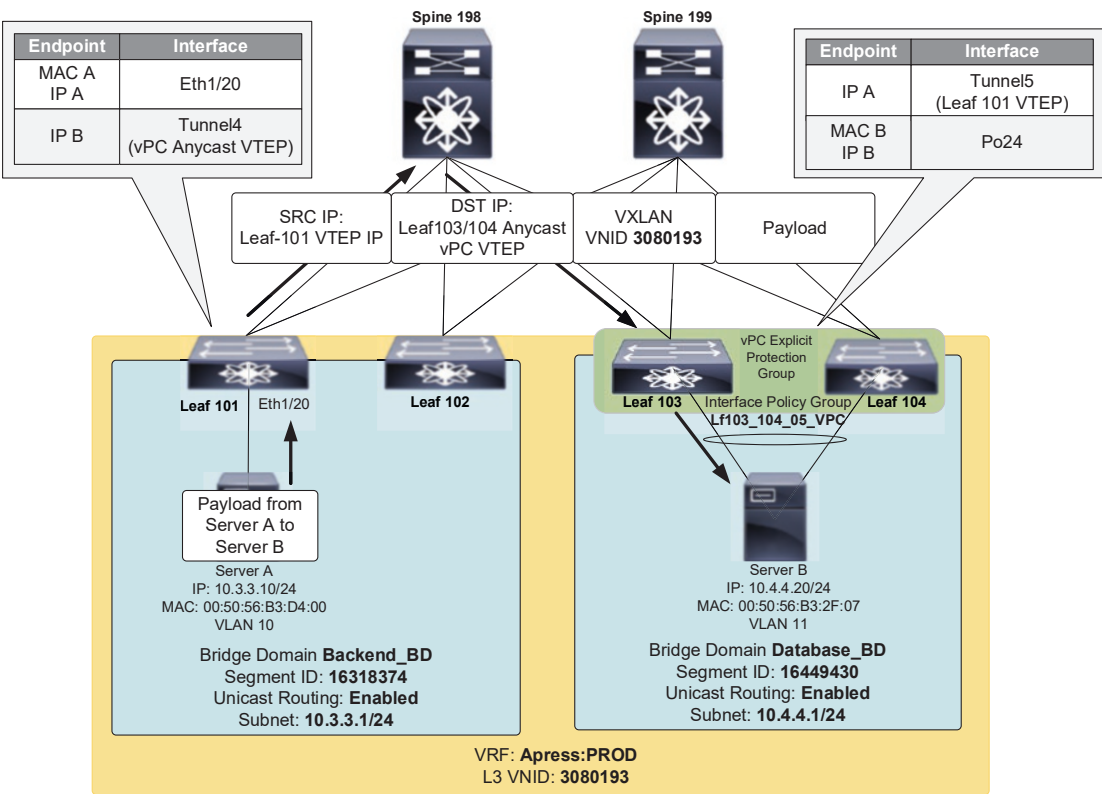 Spine 198
Spine 199
Endpoint Interface
MAC A
IP A
Eth1/20
IP B
Tunnel4
(vPC Anycast VTEP)
Endpoint Interface
IP A
Tunnel5
(Leaf 101 VTEP)
MAC B
IP B
Po24
SRC IP:
Leaf-101 VTEP IP
DST IP:
Leaf103/104 Anycast
vPC VTEP
VXLAN
VNID 3080193
Payload
vPC Explicit
Protection
Group
Leaf 101
Eth1/20
Leaf 102
Leaf 103
Interface Policy Group
Lf103_104_05_VPC
Leaf 104
Payload from
Server A to
Server B
Server A
IP: 10.3.3.10/24
MAC: 00:50:56:B3:D4:00
VLAN 10
Bridge Domain Backend_BD
Segment ID: 16318374
Unicast Routing: Enabled
Subnet: 10.3.3.1/24
Server B
IP: 10.4.4.20/24
MAC: 00:50:56:B3:2F:07
VLAN 11
Bridge Domain Database_BD
Segment ID: 16449430
Unicast Routing: Enabled
Subnet: 10.4.4.1/24
VRF: Apress:PROD
L3 VNID: 3080193